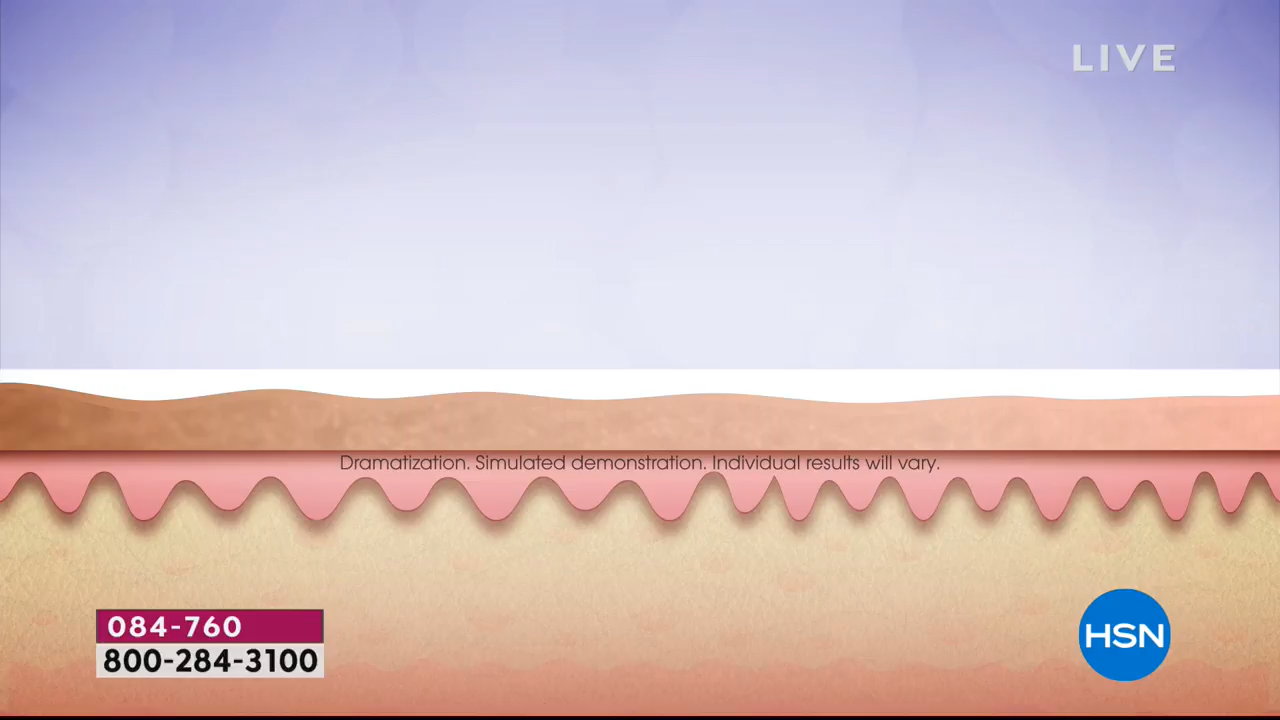 LIVE
Dramatization. Simulated demonstration. Individual results will vary.
084-760
800-284-3100
HSN